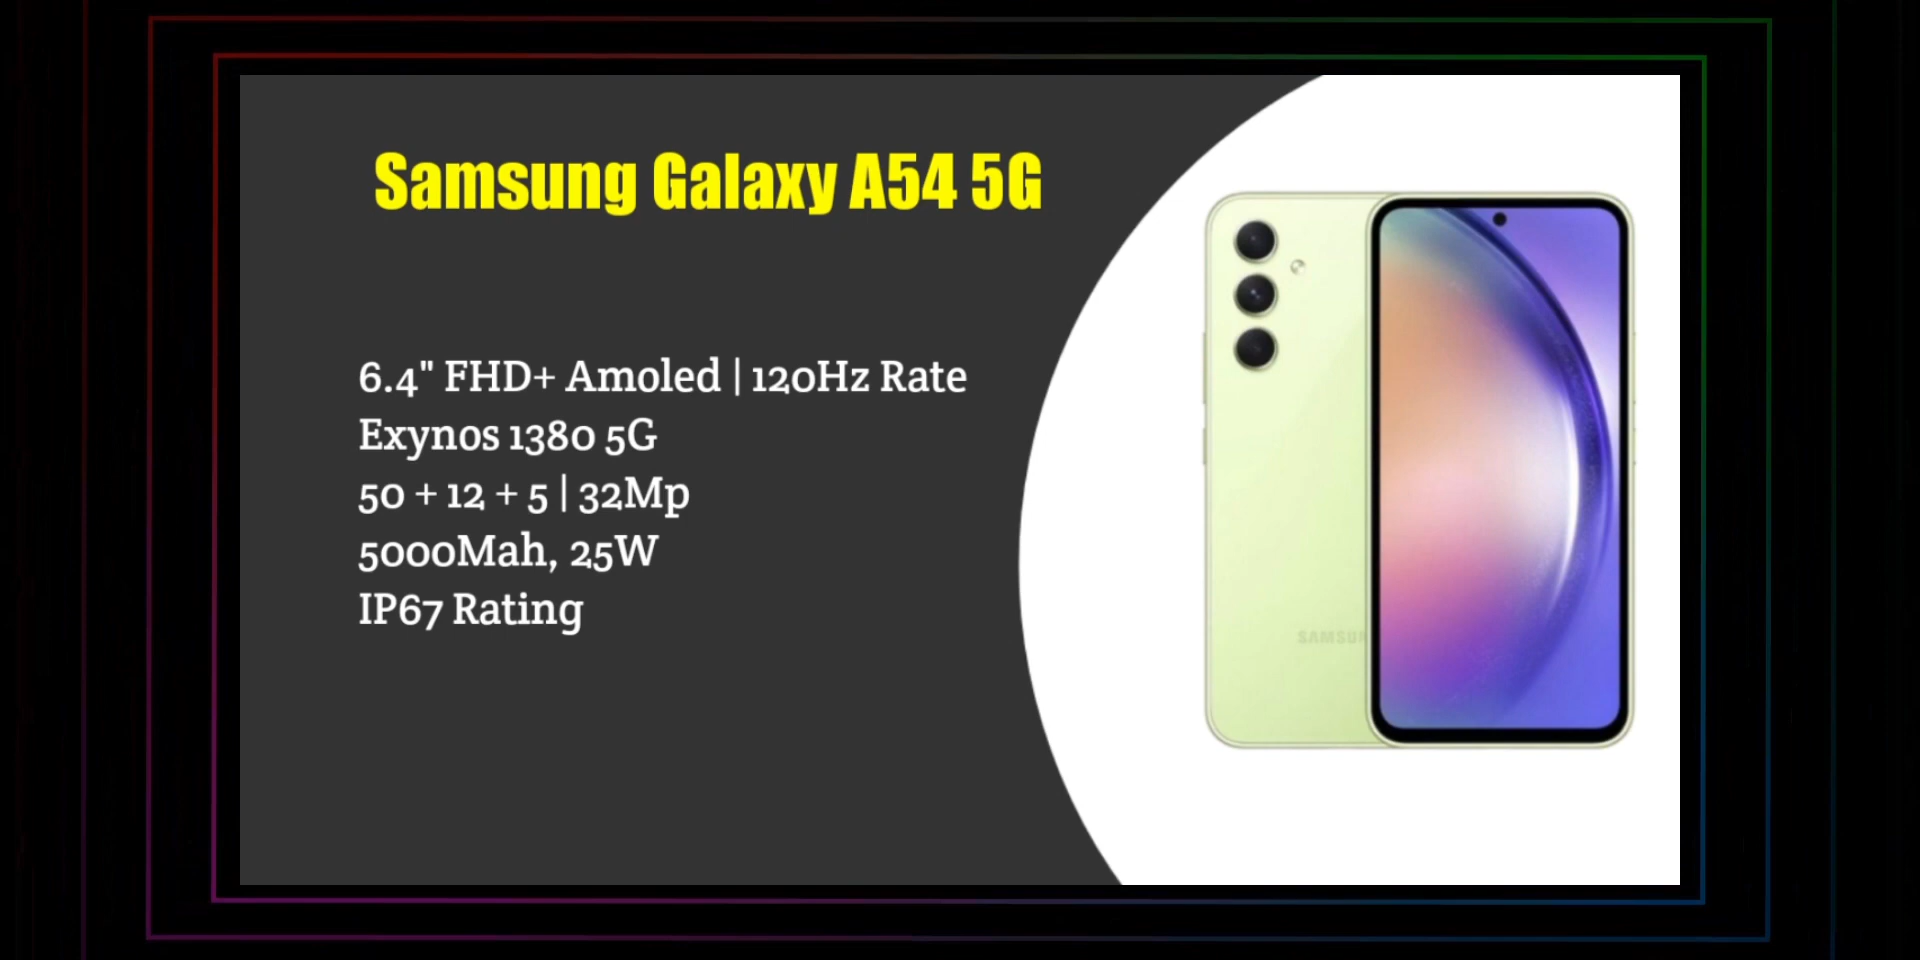 Samsung Galaxy A54 5G
6.4" FHD+ Amoled | 120Hz Rate
Exynos 1380 5G
50 + 12 + 5 | 32Mp
5000Mah, 25W
IP67 Rating
SAMSUN